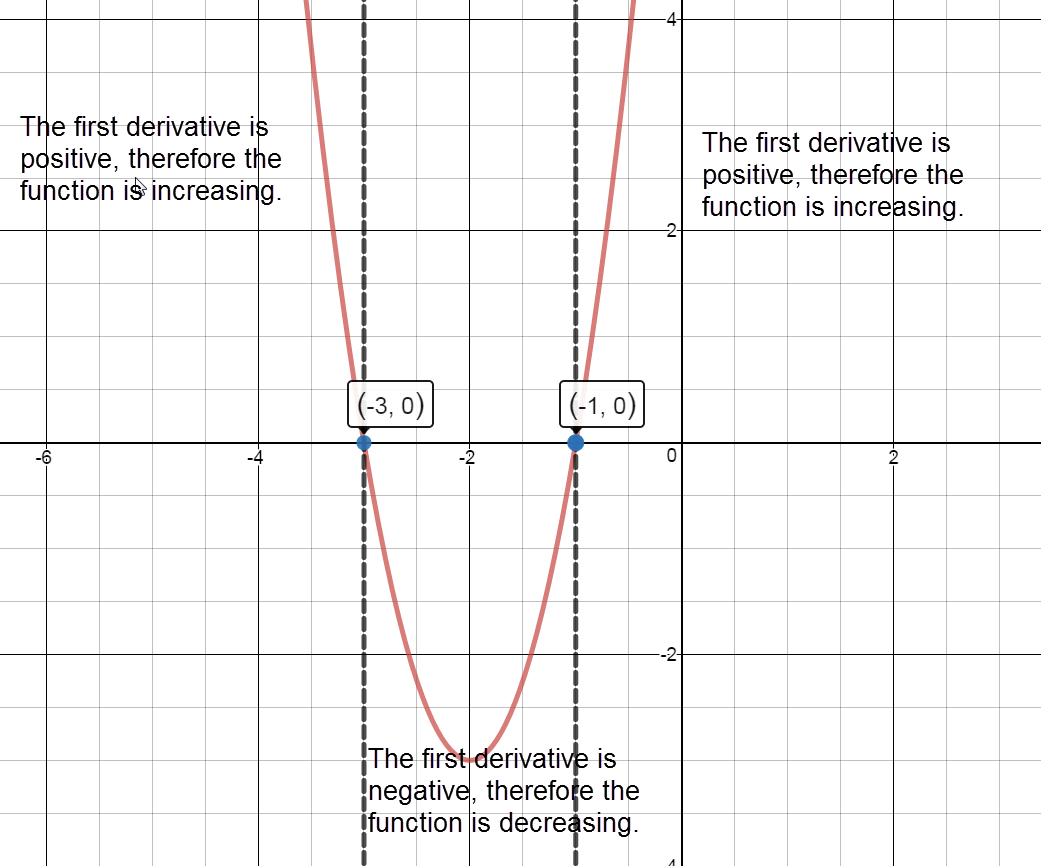 4
The first derivative is
positive, therefore the
function is increasing.
The first derivative is
positive, therefore the
function is increasing.
2
(-3, 0)
(-1, 0)
-6
-4
-2
0
2
-2
The first derivative is
negative, therefore the
function is decreasing.